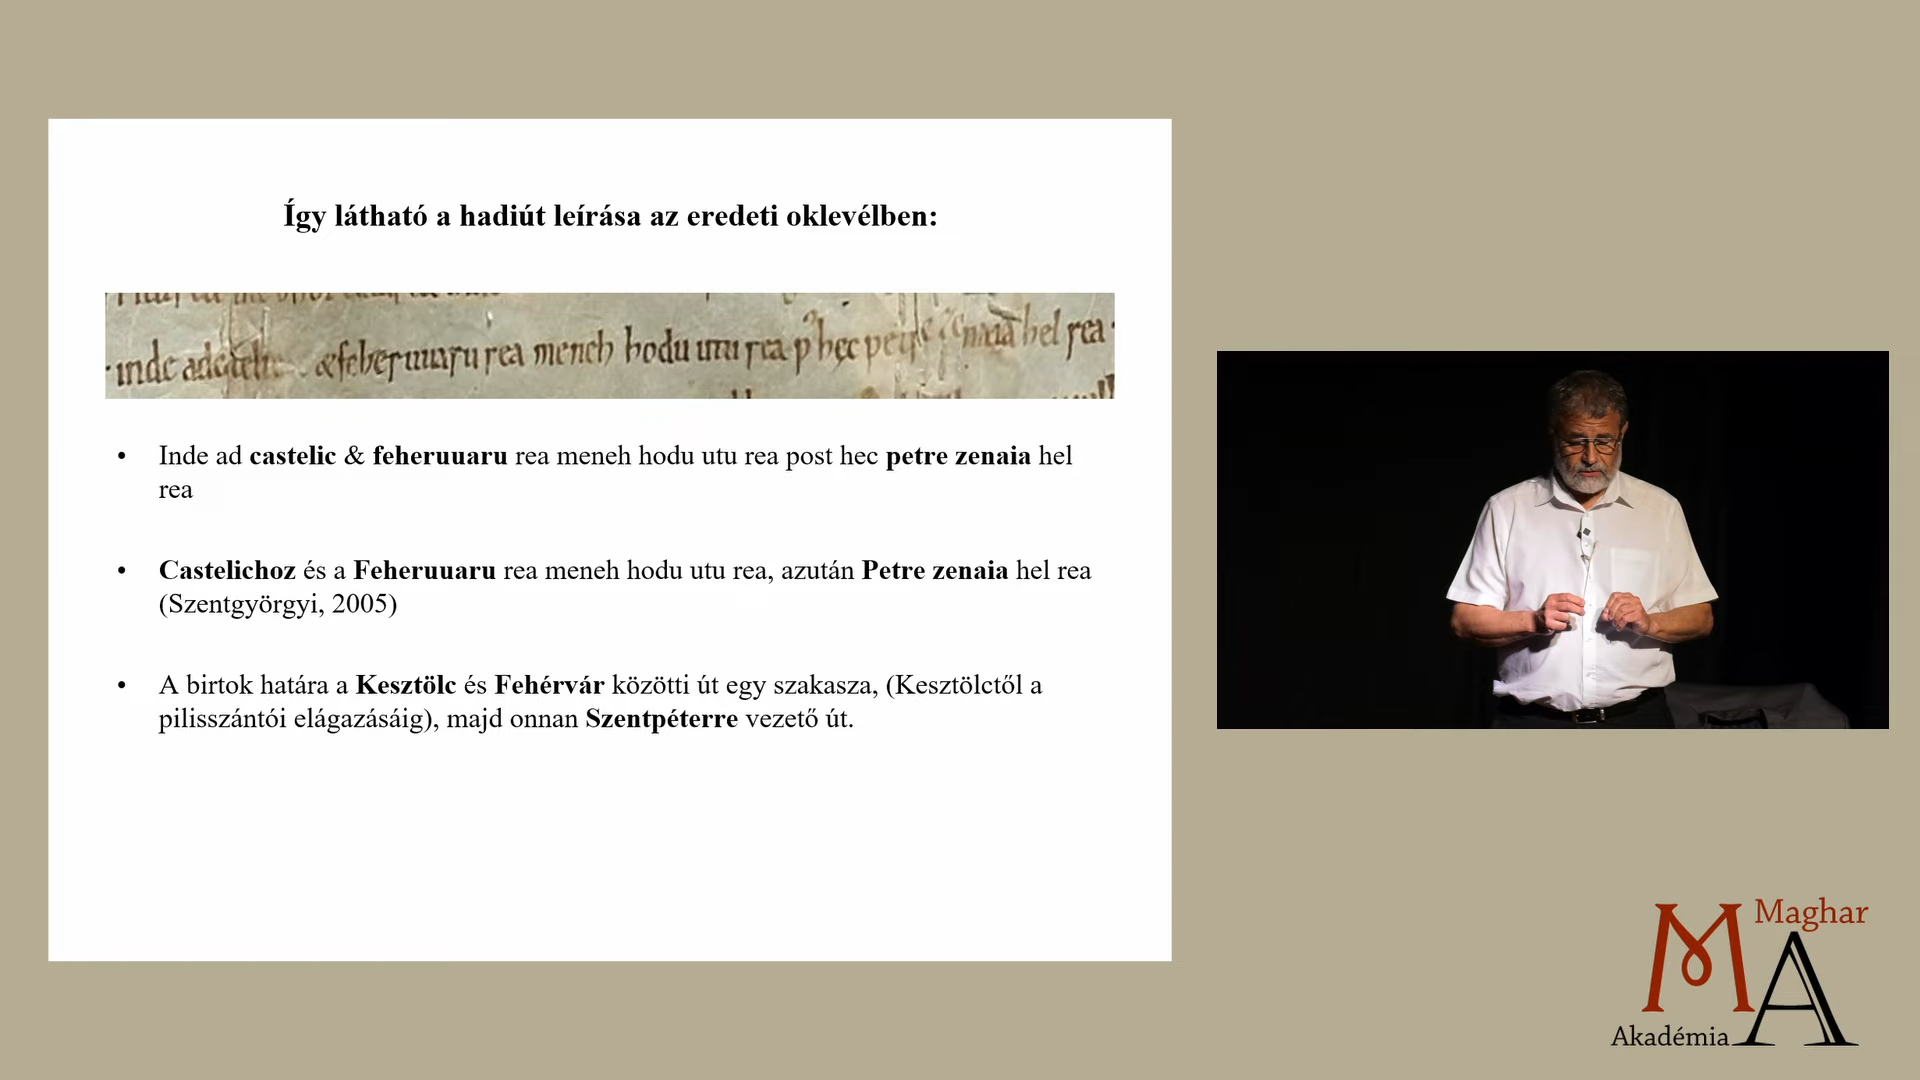 Így látható a hadiút leírása az eredeti oklevélben:
feheruuaru rea meneh hodu utu rea p hec petre hel rea
• Inde ad castelic & feheruuaru rea meneh hodu utu rea post hec petre zenaia hel
rea
• Castelichoz és a Feheruuaru rea meneh hodu utu rea, azután Petre zenaia hel rea
(Szentgyörgyi, 2005)
• A birtok határa a Kesztölc és Fehérvár közötti út egy szakasza, (Kesztölctől a
pilisszántói elágazásáig), majd onnan Szentpéterre vezető út.
Maghar
MA
Akadémia